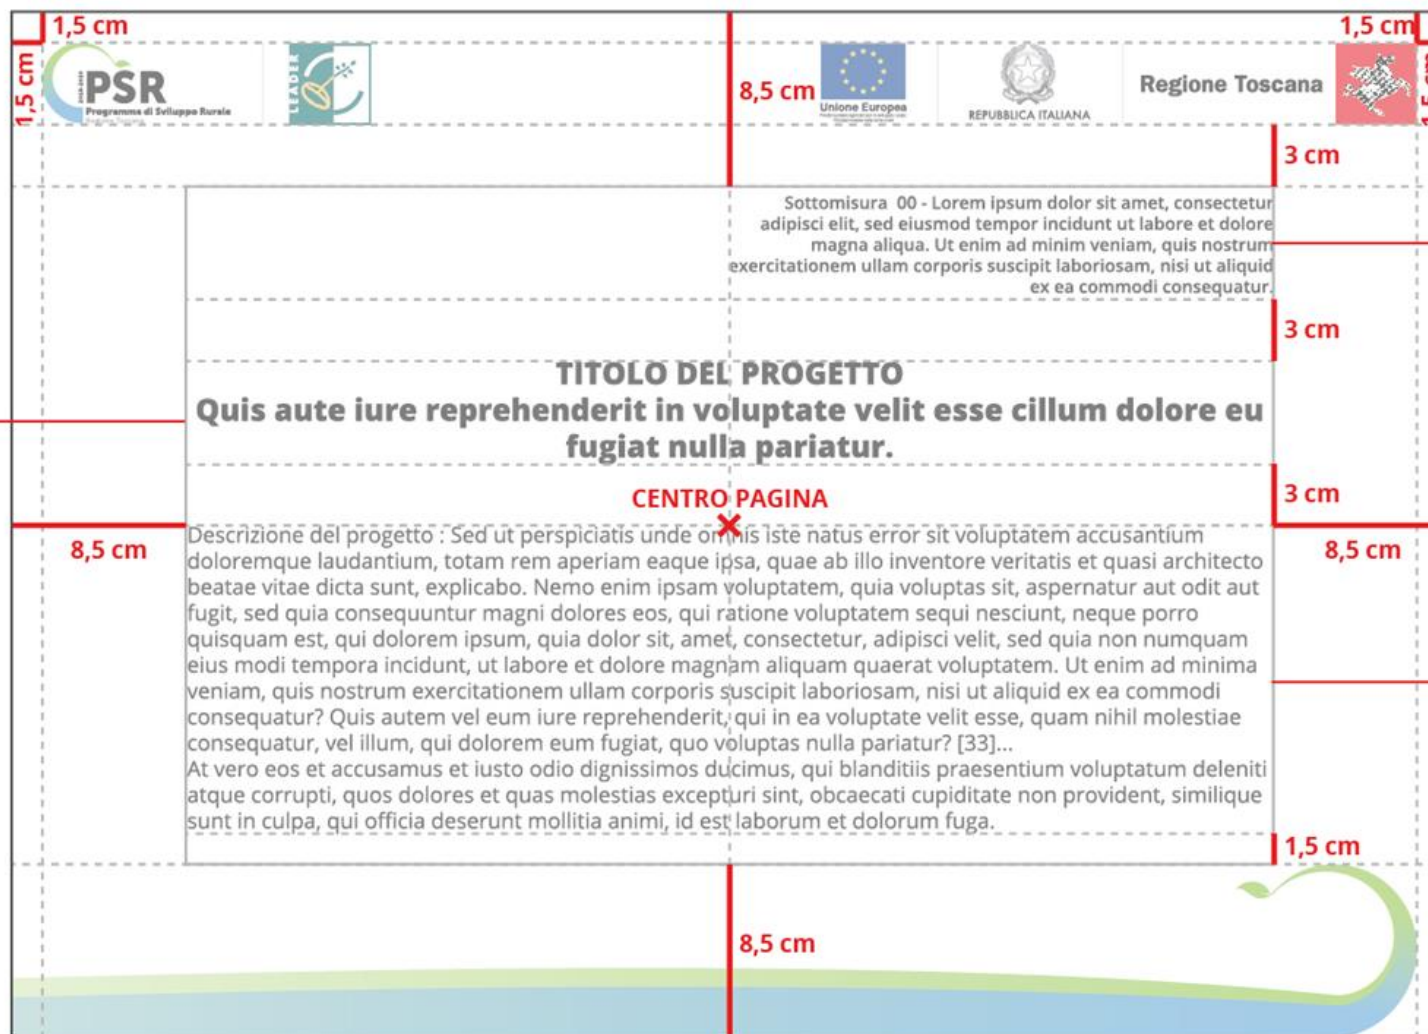 1,5 cm
1,5 cm
1,5 cm
PSR
Programma di Sviluppo Rurale
LEADER
8,5 cm
Unione Europea
REPUBBLICA ITALIANA
Regione Toscana
3 cm
Sottomisura 00 - Lorem ipsum dolor sit amet, consectetur
adipisci elit, sed eiusmod tempor incidunt ut labore et dolore
magna aliqua. Ut enim ad minim veniam, quis nostrum
exercitationem ullam corporis suscipit laboriosam, nisi ut aliquid
ex ea commodi consequatur.
3 cm
TITOLO DEL PROGETTO
Quis aute iure reprehenderit in voluptate velit esse cillum dolore eu
fugiat nulla pariatur.
3 cm
CENTRO PAGINA
8,5 cm
8,5 cm
Descrizione del progetto : Sed ut perspiciatis unde omnis iste natus error sit voluptatem accusantium
doloremque laudantium, totam rem aperiam eaque ipsa, quae ab illo inventore veritatis et quasi architecto
beatae vitae dicta sunt, explicabo. Nemo enim ipsam voluptatem, quia voluptas sit, aspernatur aut odit aut
fugit, sed quia consequuntur magni dolores eos, qui ratione voluptatem sequi nesciunt, neque porro
quisquam est, qui dolorem ipsum, quia dolor sit, amet, consectetur, adipisci velit, sed quia non numquam
eius modi tempora incidunt, ut labore et dolore magnam aliquam quaerat voluptatem. Ut enim ad minima
veniam, quis nostrum exercitationem ullam corporis suscipit laboriosam, nisi ut aliquid ex ea commodi
consequatur? Quis autem vel eum iure reprehenderit, qui in ea voluptate velit esse, quam nihil molestiae
consequatur, vel illum, qui dolorem eum fugiat, quo voluptas nulla pariatur? [33]...
At vero eos et accusamus et iusto odio dignissimos ducimus, qui blanditiis praesentium voluptatum deleniti
atque corrupti, quos dolores et quas molestias excepturi sint, obcaecati cupiditate non provident, similique
sunt in culpa, qui officia deserunt mollitia animi, id est laborum et dolorum fuga.
1,5 cm
8,5 cm